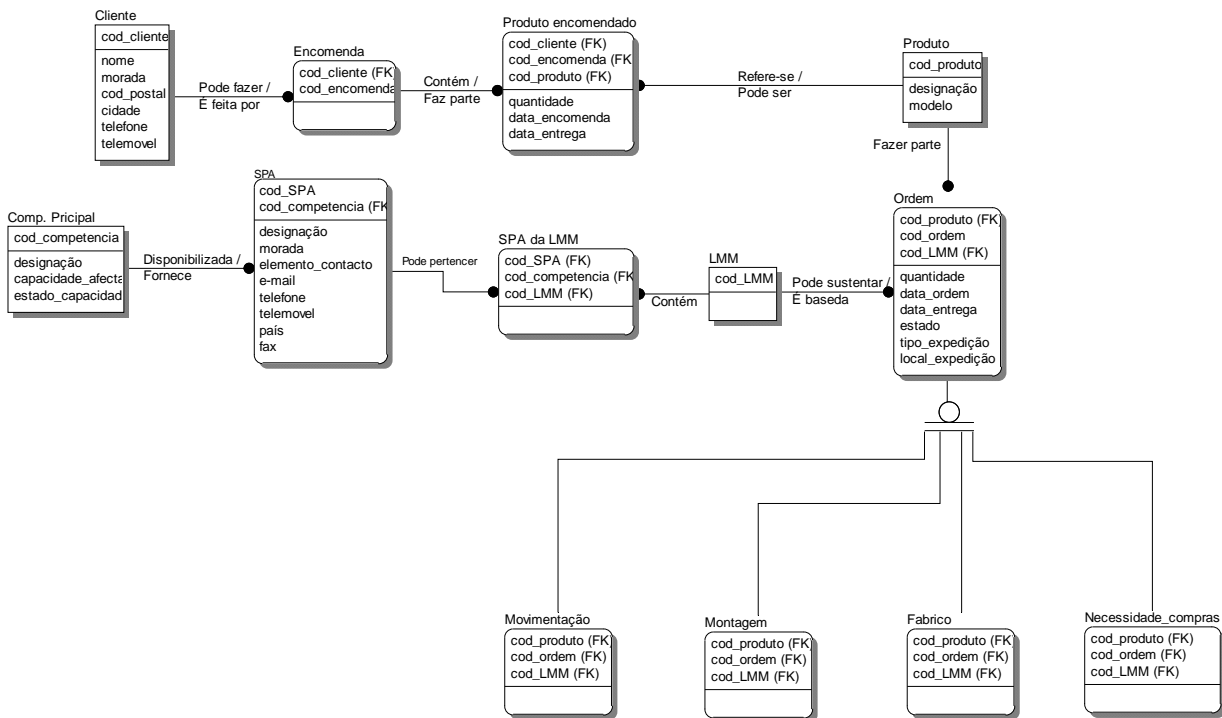 Cliente
cod_cliente
nome
morada
cod_postal
cidade
telefone
telemovel
Pode fazer /
É feita por
Encomenda
cod_cliente (FK)
cod_encomenda
Contém /
Faz parte
Produto encomendado
cod_cliente (FK)
cod_encomenda (FK
cod_produto (FK)
quantidade
data_encomenda
data_entrega
Refere-se /
Pode ser
Produto
cod_produto
designação
modelo
Fazer parte
Comp. Pricipal
cod_competencia
designação
capacidade_afecta
estado_capacidad
Disponibilizada /
Fornece
SPA
cod_SPA
cod_competencia (FK
designação
morada
elemento_contacto
e-mail
telefone
telemovel
país
fax
Pode pertencer
SPA da LMM
cod_SPA (FK)
cod_competencia (FK
cod_LMM (FK)
Contém
LMM
cod_LMM
Pode sustentar /
É baseda
Ordem
cod_produto (FK)
cod_ordem
cod_LMM (FK)
quantidade
data_ordem
data_entrega
estado
tipo_expedição
local_expedição
Movimentação
cod_produto (FK)
cod_ordem (FK)
cod_LMM (FK)
Montagem
cod_produto (FK)
cod_ordem (FK)
cod_LMM (FK)
Fabrico
cod_produto (FK)
cod_ordem (FK)
cod_LMM (FK)
Necessidade_compras
cod_produto (FK)
cod_ordem (FK)
cod_LMM (FK)